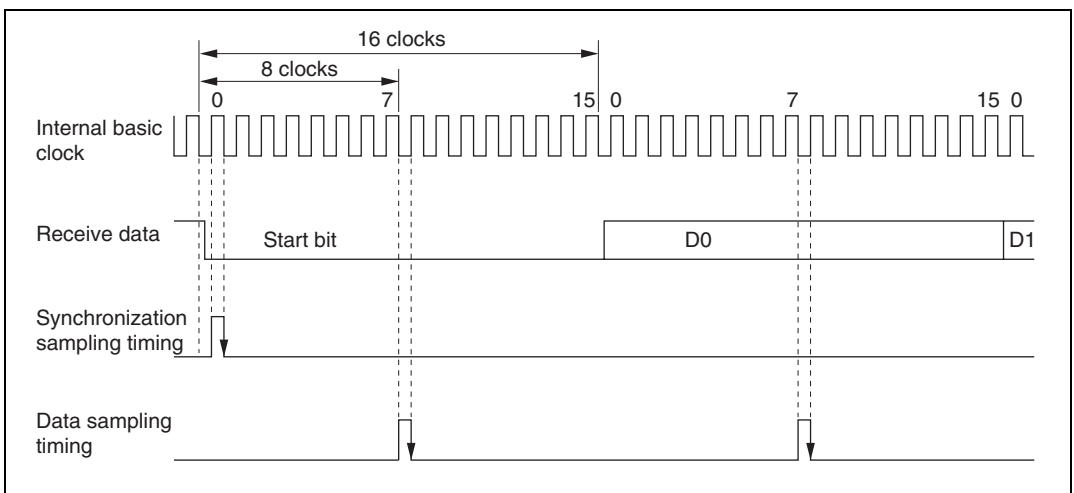 16 clocks
8 clocks
0 7 15 0 7 15 0
Internal basic
clock
Receive data
Start bit
D0
D1
Synchronization
sampling timing
Data sampling
timing